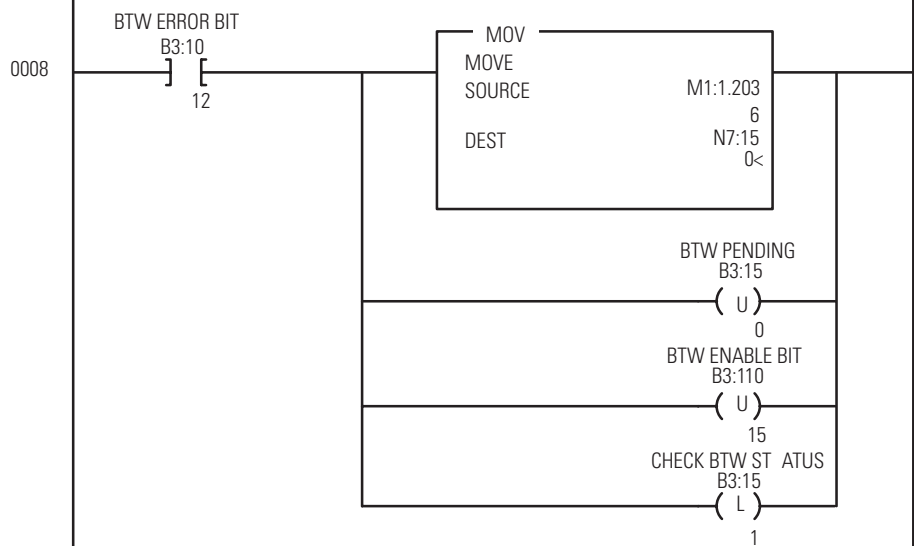 BTW ERROR BIT
B3:10
0008
12
MOV
MOVE
SOURCE
M1:1.203
6
DEST
N7:15
0<
BTW PENDING
B3:15
U
0
BTW ENABLE BIT
B3:110
U
15
CHECK BTW ST ATUS
B3:15
L
1